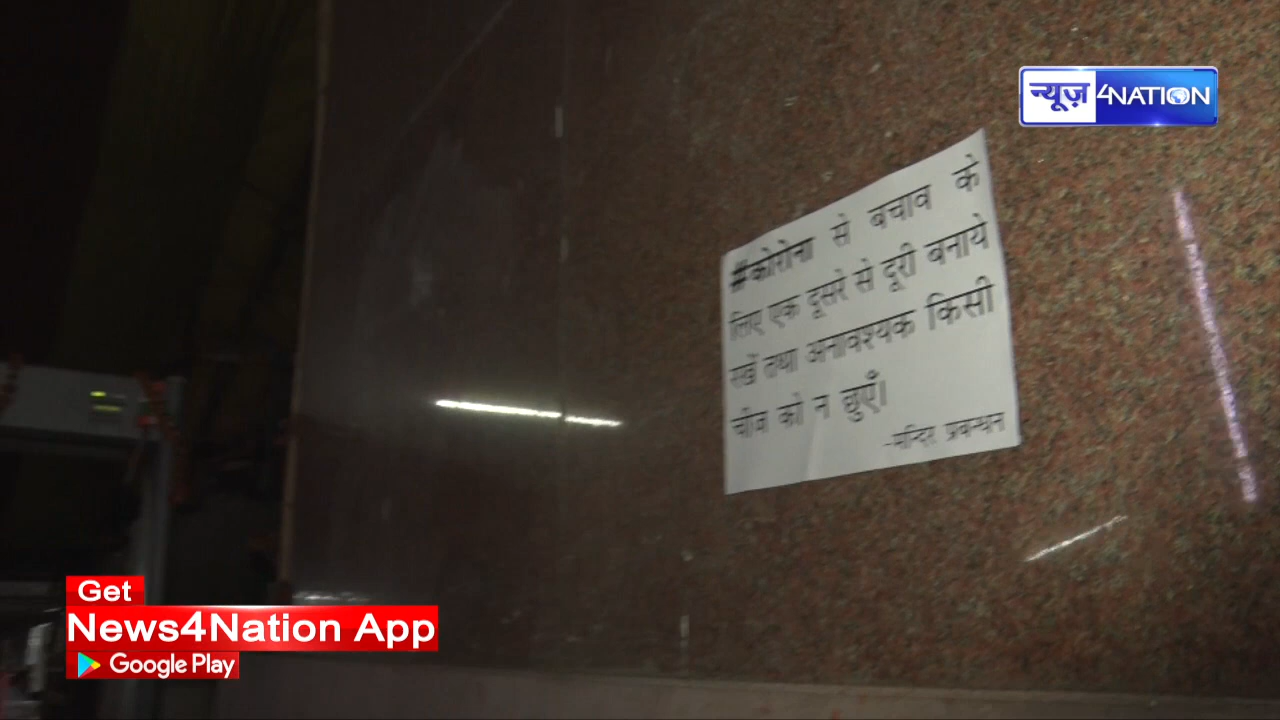 न्यूज़ 4NATION
#कोरोना से बचाव के
लिए एक दूसरे से दूरी बनाये
रखें तथा अनावश्यक किसी
चीज को न छुएँ।
-मन्दिर प्रबन्धन
Get
News4Nation App
Google Play